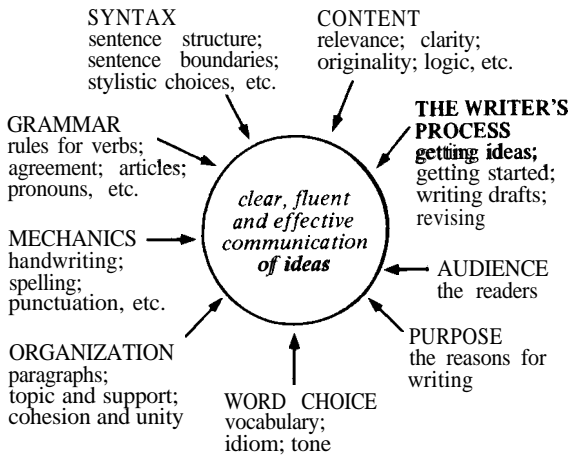 SYNTAX
sentence structure;
sentence boundaries;
stylistic choices, etc.
CONTENT
relevance; clarity;
originality; logic, etc.
THE WRITER'S
PROCESS
getting ideas;
getting started;
writing drafts;
revising
GRAMMAR
rules for verbs;
agreement; articles;
pronouns, etc.
clear, fluent
and effective
communication
of ideas
MECHANICS
handwriting;
spelling;
punctuation, etc.
AUDIENCE
the readers
PURPOSE
the reasons for
writing
ORGANIZATION
paragraphs;
topic and support;
cohesion and unity
WORD CHOICE
vocabulary;
idiom; tone